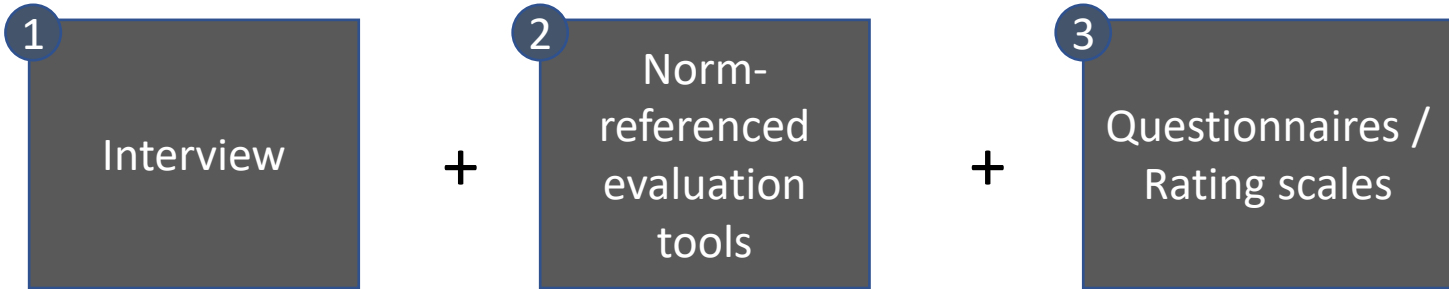 1
Interview
+
2
Norm-
referenced
evaluation
tools
+
3
Questionnaires /
Rating scales